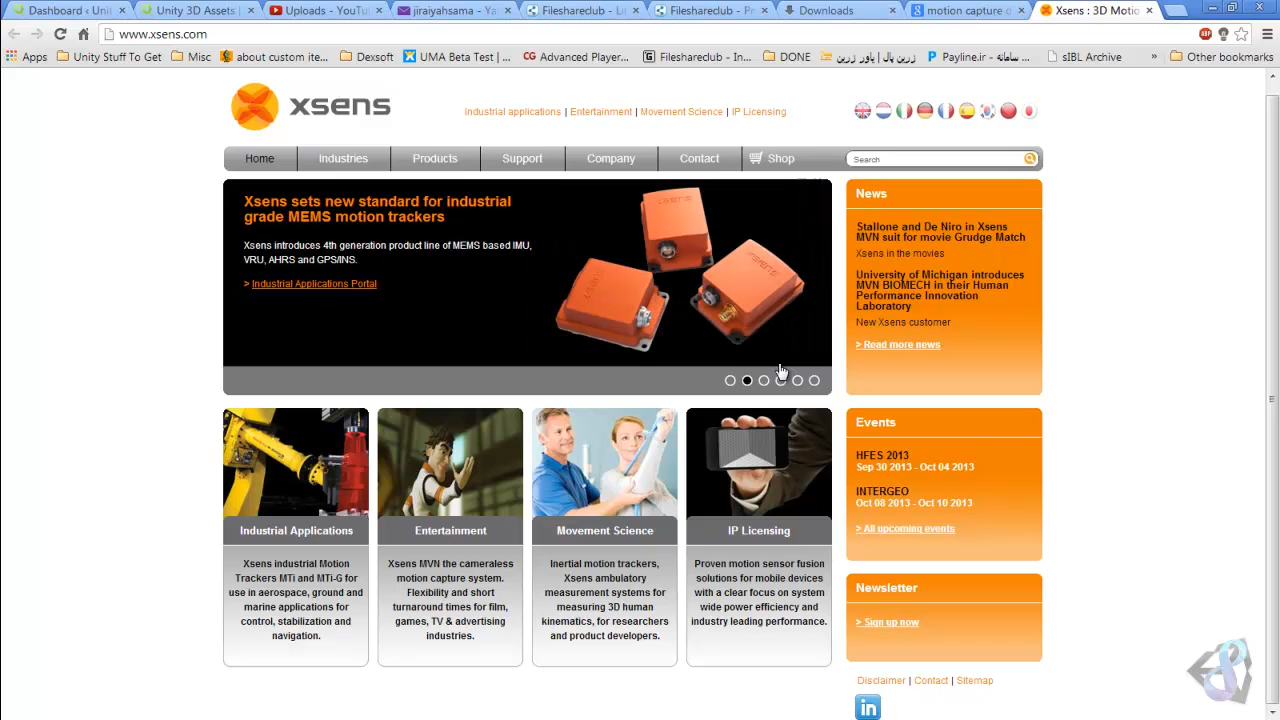 Dashboard ‹ Unit
Unity 3D Assets
Uploads - YouTube
jiraiyahsama - Ya
Fileshareclub - Li
Filesharedub - Pr
Downloads
motion capture d
Xsens : 3D Motio
www.xsens.com
Apps
Unity Stuff To Get
Misc
about custom ite...
Dexsoft
UMA Beta Test | ...
CG Advanced Player...
Filesharedub - In...
DONE
زرین پال | پاور زرین
سامانه - Payline.ir...
sIBL Archive
»
Other bookmarks
xsens
Industrial applications | Entertainment | Movement Science | IP Licensing
Home
Industries
Products
Support
Company
Contact
Shop
Search
Xsens sets new standard for industrial
grade MEMS motion trackers
Xsens introduces 4th generation product line of MEMS based IMU,
VRU, AHRS and GPS/INS.
> Industrial Applications Portal
News
Stallone and De Niro in Xsens
MVN suit for movie Grudge Match
Xsens in the movies
University of Michigan introduces
MVN BIOMECH in their Human
Performance Innovation
Laboratory
New Xsens customer
> Read more news
Industrial Applications
Xsens industrial Motion
Trackers MTi and MTi-G for
use in aerospace, ground and
marine applications for
control, stabilization and
navigation.
Entertainment
Xsens MVN the cameraless
motion capture system.
Flexibility and short
turnaround times for film,
games, TV & advertising
industries.
Movement Science
Inertial motion trackers,
Xsens ambulatory
measurement systems for
measuring 3D human
kinematics, for researchers
and product developers.
IP Licensing
Proven motion sensor fusion
solutions for mobile devices
with a clear focus on system
wide power efficiency and
industry leading performance.
Events
HFES 2013
Sep 30 2013 - Oct 04 2013
INTERGEO
Oct 08 2013 - Oct 10 2013
> All upcoming events
Newsletter
> Sign up now
Disclaimer | Contact | Sitemap
in